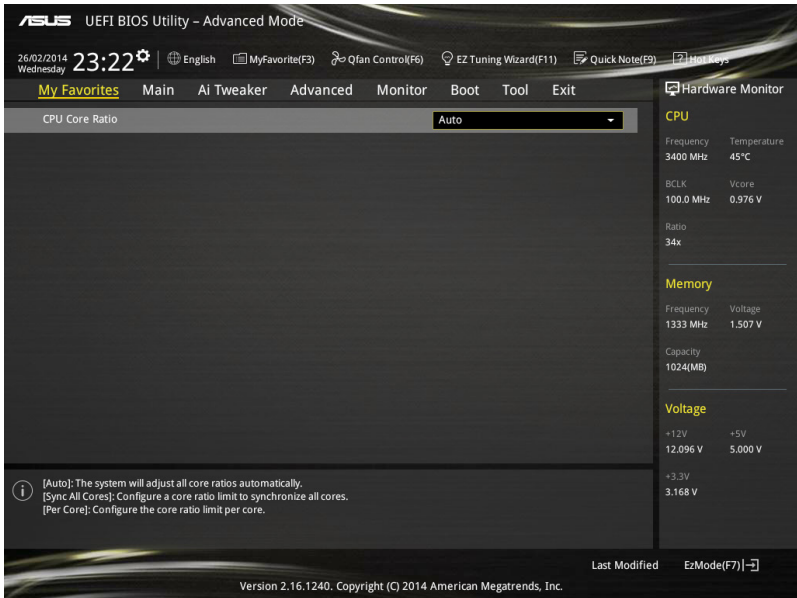 ASUS UEFI BIOS Utility – Advanced Mode
26/02/2014
Wednesday 23:22 English MyFavorite(F3) Qfan Control(F6) EZ Tuning Wizard(F11) Quick Note(F9) ? Hot Keys
My Favorites Main Ai Tweaker Advanced Monitor Boot Tool Exit
Hardware Monitor
CPU Core Ratio Auto
CPU
Frequency Temperature
3400 MHz 45°C
BCLK Vcore
100.0 MHz 0.976 V
Ratio
34x
Memory
Frequency Voltage
1333 MHz 1.507 V
Capacity
1024(MB)
Voltage
+12V +5V
12.096 V 5.000 V
+3.3V
3.168 V
[Auto]: The system will adjust all core ratios automatically.
[Sync All Cores]: Configure a core ratio limit to synchronize all cores.
[Per Core]: Configure the core ratio limit per core.
Last Modified EzMode(F7)
Version 2.16.1240. Copyright (C) 2014 American Megatrends, Inc.